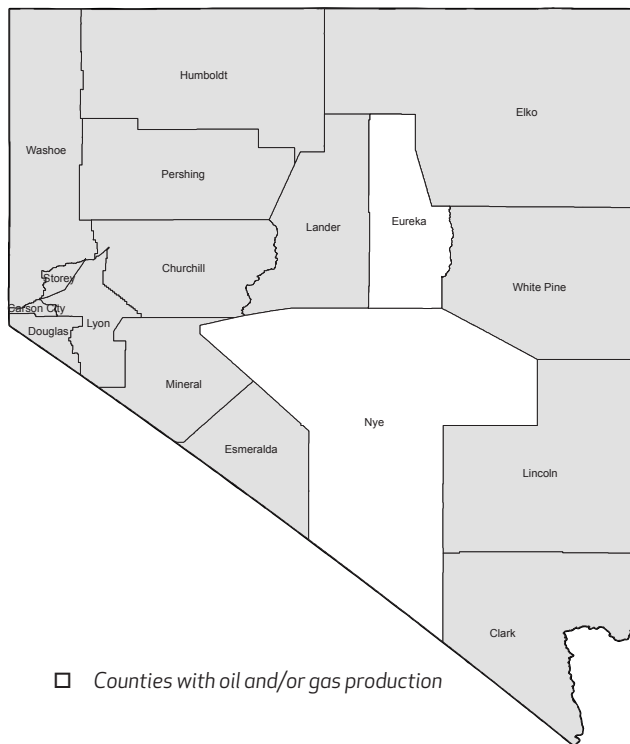 Humboldt
Elko
Washoe
Pershing
Eureka
Lander
Churchill
Storey
White Pine
Carson City
Lyon
Douglas
Mineral
Nye
Esmeralda
Lincoln
Clark
Counties with oil and/or gas production